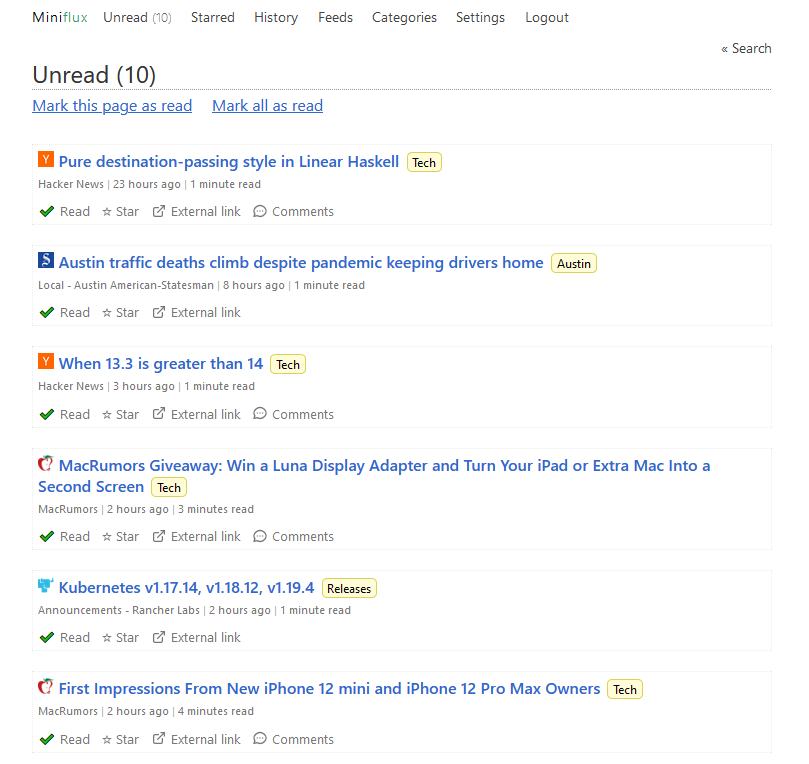 Miniflux Unread (10) Starred History Feeds Categories Settings Logout
« Search
Unread (10)
Mark this page as read Mark all as read
Y Pure destination-passing style in Linear Haskell Tech
Hacker News | 23 hours ago | 1 minute read
Read ☆ Star External link Comments
S Austin traffic deaths climb despite pandemic keeping drivers home Austin
Local - Austin American-Statesman | 8 hours ago | 1 minute read
Read ☆ Star External link
Y When 13.3 is greater than 14 Tech
Hacker News | 3 hours ago | 1 minute read
Read ☆ Star External link Comments
MacRumors Giveaway: Win a Luna Display Adapter and Turn Your iPad or Extra Mac Into a
Second Screen Tech
MacRumors | 2 hours ago | 3 minutes read
Read ☆ Star External link Comments
Kubernetes v1.17.14, v1.18.12, v1.19.4 Releases
Announcements - Rancher Labs | 2 hours ago | 1 minute read
Read ☆ Star External link
First Impressions From New iPhone 12 mini and iPhone 12 Pro Max Owners Tech
MacRumors | 2 hours ago | 4 minutes read
Read ☆ Star External link Comments